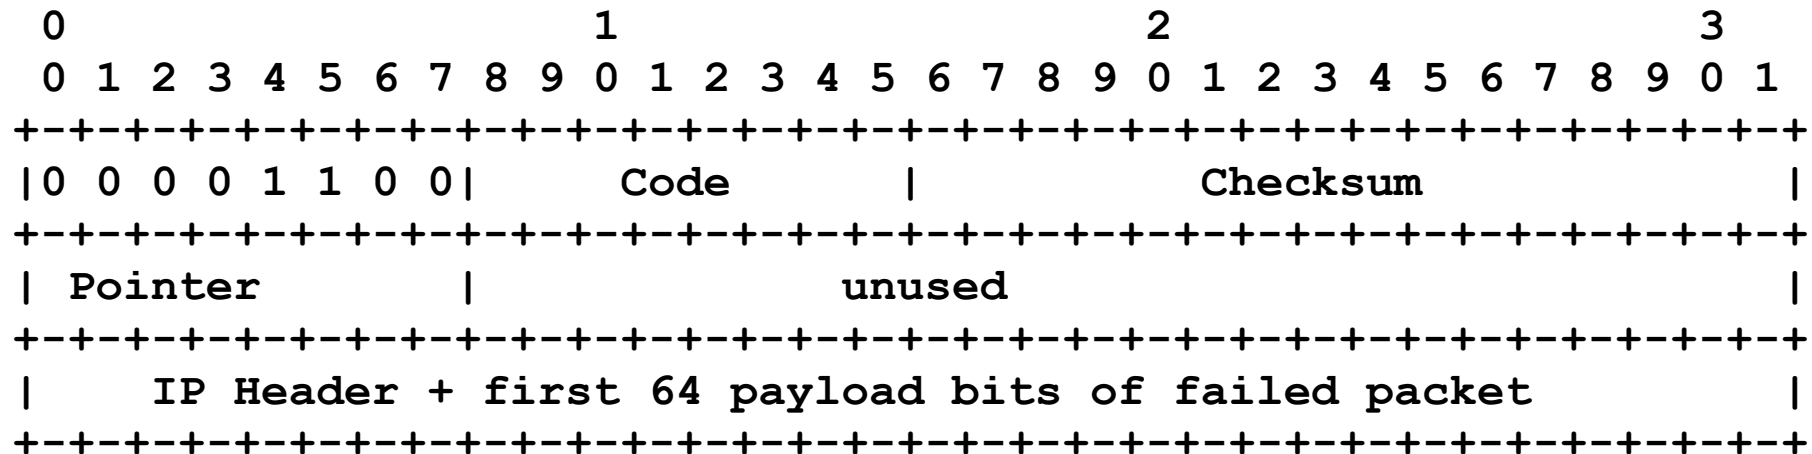 0                   1                   2                   3
 0 1 2 3 4 5 6 7 8 9 0 1 2 3 4 5 6 7 8 9 0 1 2 3 4 5 6 7 8 9 0 1
+-+-+-+-+-+-+-+-+-+-+-+-+-+-+-+-+-+-+-+-+-+-+-+-+-+-+-+-+-+-+-+-+
|0 0 0 0 1 1 0 0|     Code      |          Checksum             |
+-+-+-+-+-+-+-+-+-+-+-+-+-+-+-+-+-+-+-+-+-+-+-+-+-+-+-+-+-+-+-+-+
| Pointer       |             unused                            |
+-+-+-+-+-+-+-+-+-+-+-+-+-+-+-+-+-+-+-+-+-+-+-+-+-+-+-+-+-+-+-+-+
|    IP Header + first 64 payload bits of failed packet         |
+-+-+-+-+-+-+-+-+-+-+-+-+-+-+-+-+-+-+-+-+-+-+-+-+-+-+-+-+-+-+-+-+